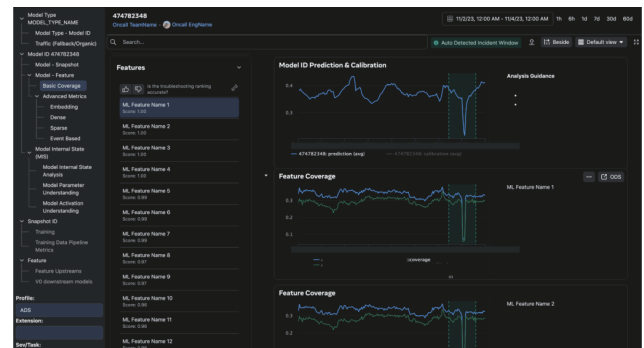 Model Type
MODEL_TYPE_NAME
Model Type - Model ID
Traffic (Fallback/Organic)
Model ID 474782348
Model - Snapshot
Model - Feature
Basic Coverage
Advanced Metrics
Embedding
Dense
Sparse
Event Based
Model Internal State
(MIS)
Model Internal State
Analysis
Model Parameter
Understanding
Model Activation
Understanding
Snapshot ID
Training
Training Data Pipeline
Metrics
Feature
Feature Upstreams
V0 downstream models
Profile:
ADS
Extension:
Sev/Task:
474782348
Oncall TeamName - Oncall EngName
11/2/23, 12:00 AM - 11/4/23, 12:00 AM
1h 6h 1d 7d 30d 60d
Search...
Auto Detected Incident Window
Beside
Default view
Features
Is the troubleshooting ranking
accurate?
ML Feature Name 1
Score: 1.00
ML Feature Name 2
Score: 1.00
ML Feature Name 3
Score: 1.00
ML Feature Name 4
Score: 1.00
ML Feature Name 5
Score: 0.99
ML Feature Name 6
Score: 0.99
ML Feature Name 7
Score: 0.99
ML Feature Name 8
Score: 0.97
ML Feature Name 9
Score: 0.97
ML Feature Name 10
Score: 0.96
ML Feature Name 11
Score: 0.96
ML Feature Name 12
Model ID Prediction & Calibration
0.4
0.3
474782348: prediction (avg)
474782348: calibration (avg)
Analysis Guidance
Feature Coverage
ODS
ML Feature Name 1
0.3
0.2
0.1
:coverage
Feature Coverage
ML Feature Name 2
0.3
0.2